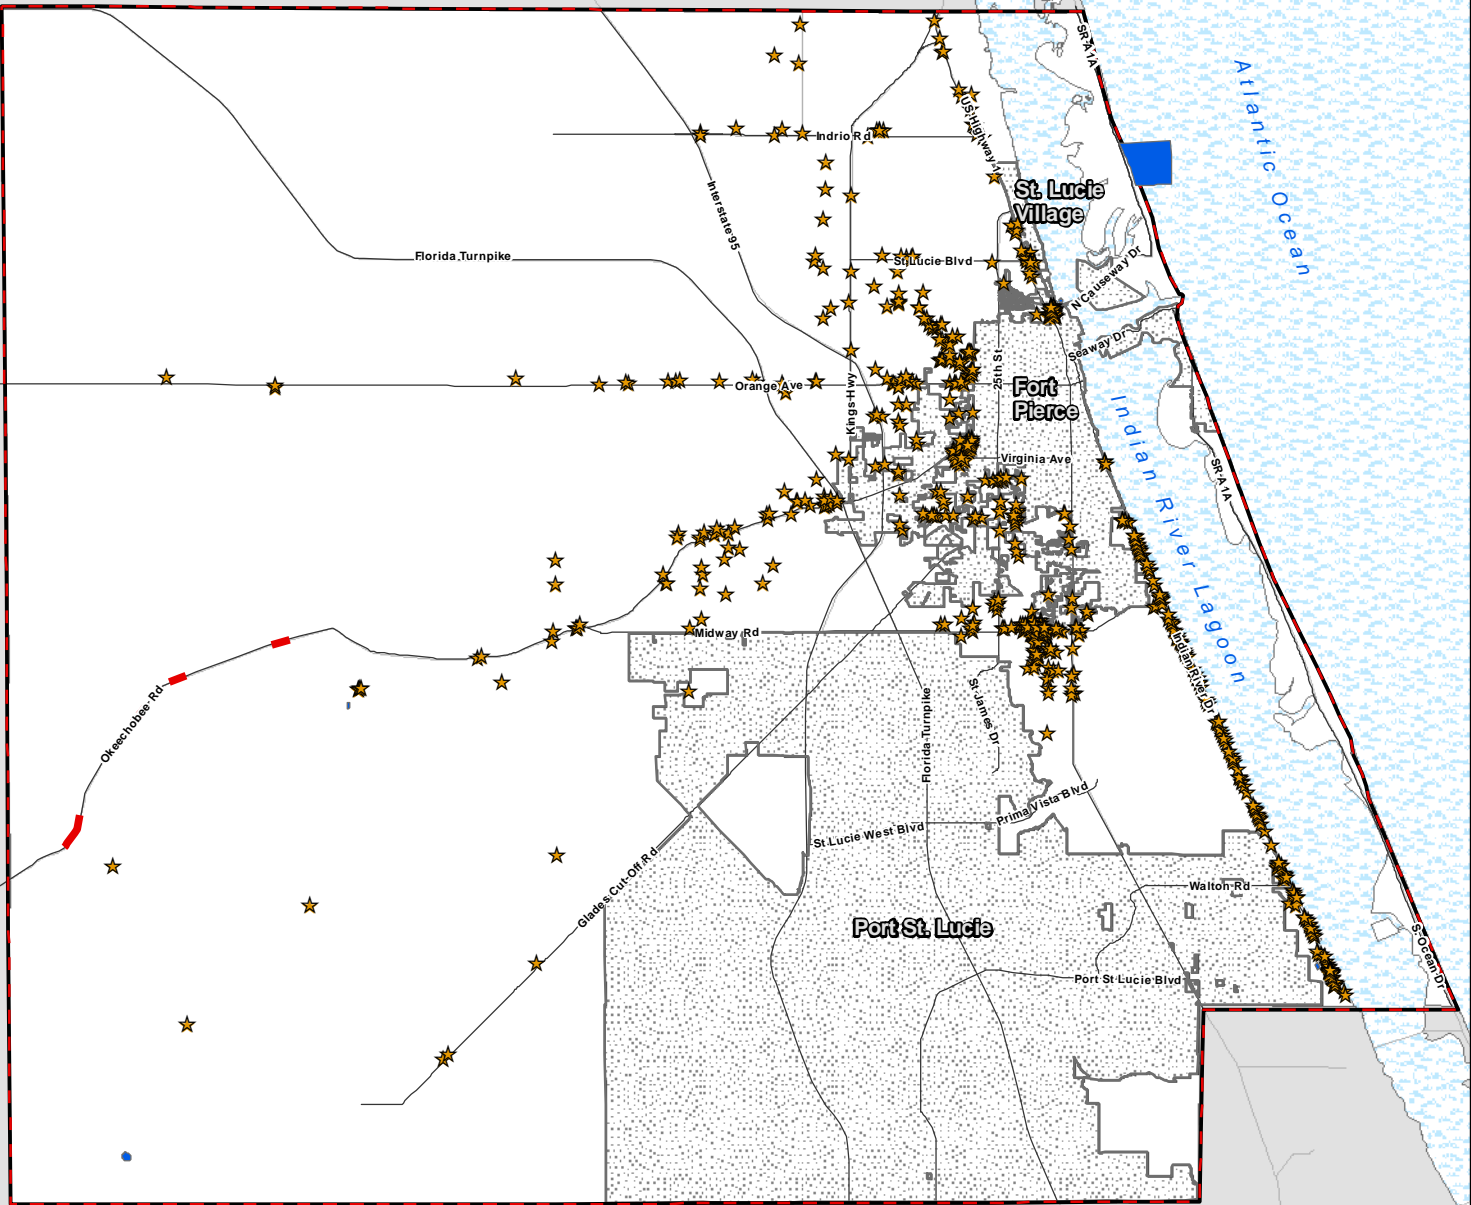 SR A1A
Atlantic Ocean
US Highway 1
Indrio Rd
Interstate 95
St. Lucie
Village
Florida Turnpike
St Lucie Blvd
N Causeway Dr
Seaway Dr
25th St
Orange Ave
Kings Hwy
Fort
Pierce
Indian River Lagoon
Virginia Ave
SR A1A
Midway Rd
Indian River Dr
Okeechobee Rd
St James Dr
Florida Turnpike
Prima Vista Blvd
St Lucie West Blvd
Glades Cut-Off Rd
Walton Rd
Port St. Lucie
S. Ocean Dr
Port St Lucie Blvd